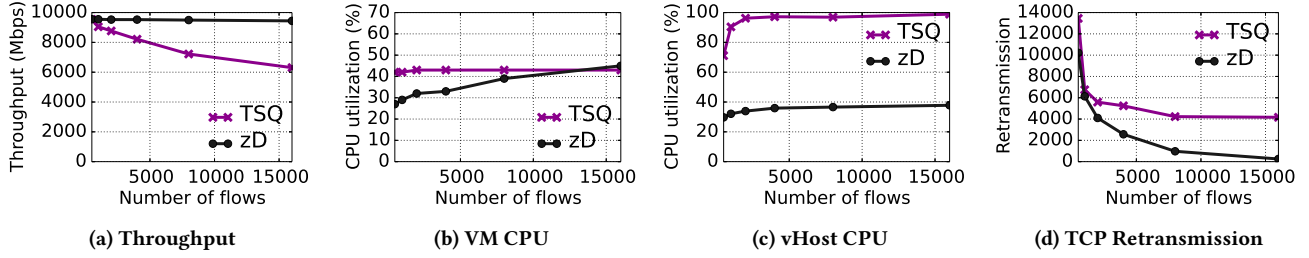 Throughput (Mbps)
10000
8000
6000
4000
2000
0
5000 10000 15000
Number of flows
TSQ
zD
(a) Throughput
CPU utilization (%)
70
60
50
40
30
20
10
0
5000 10000 15000
Number of flows
TSQ
zD
(b) VM CPU
CPU utilization (%)
100
80
60
40
20
0
5000 10000 15000
Number of flows
TSQ
zD
(c) vHost CPU
Retransmission
14000
12000
10000
8000
6000
4000
2000
0
5000 10000 15000
Number of flows
TSQ
zD
(d) TCP Retransmission